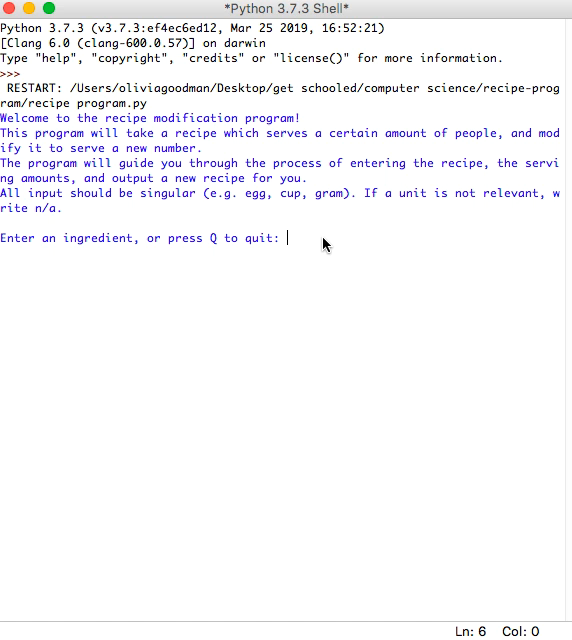 *Python 3.7.3 Shell*
Python 3.7.3 (v3.7.3:ef4ec6ed12, Mar 25 2019, 16:52:21)
[Clang 6.0 (clang-600.0.57)] on darwin
Type "help", "copyright", "credits" or "license()" for more information.
>>>
 RESTART: /Users/oliviagoodman/Desktop/get schooled/computer science/recipe-prog
ram/recipe program.py
Welcome to the recipe modification program!
This program will take a recipe which serves a certain amount of people, and mod
ify it to serve a new number.
The program will guide you through the process of entering the recipe, the servi
ng amounts, and output a new recipe for you.
All input should be singular (e.g. egg, cup, gram). If a unit is not relevant, w
rite n/a.
Enter an ingredient, or press Q to quit:
Ln: 6 Col: 0